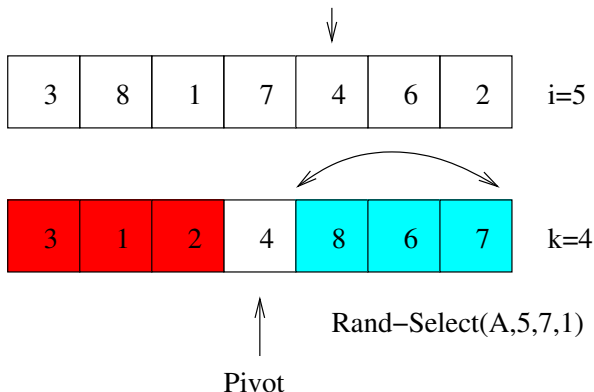 3 8 1 7 4 6 2 i=5
3 1 2 4 8 6 7 k=4
Rand−Select(A,5,7,1)
Pivot